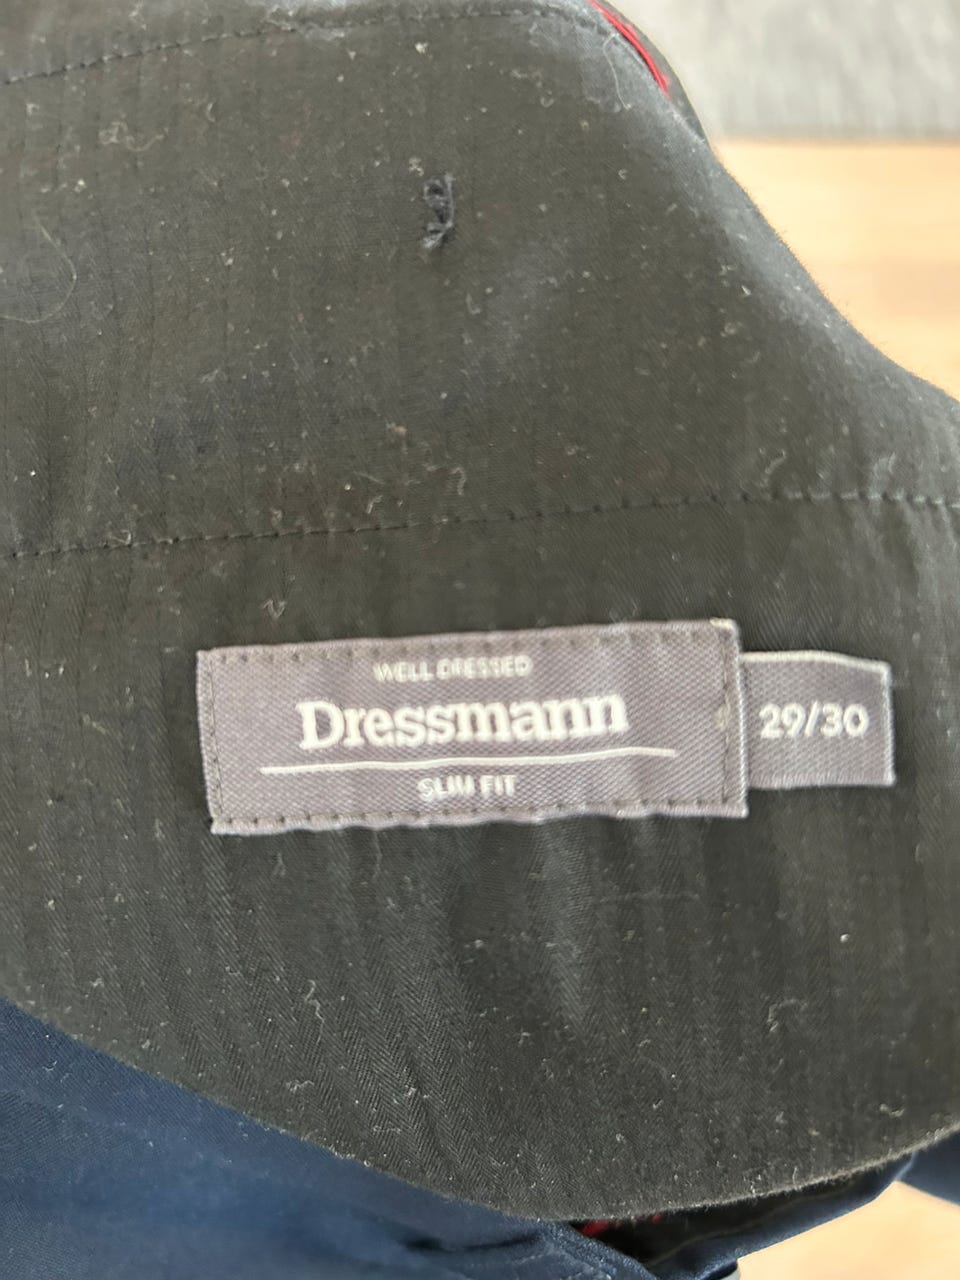 WELL DRESSED
Dressmann
SLIM FIT
29/30